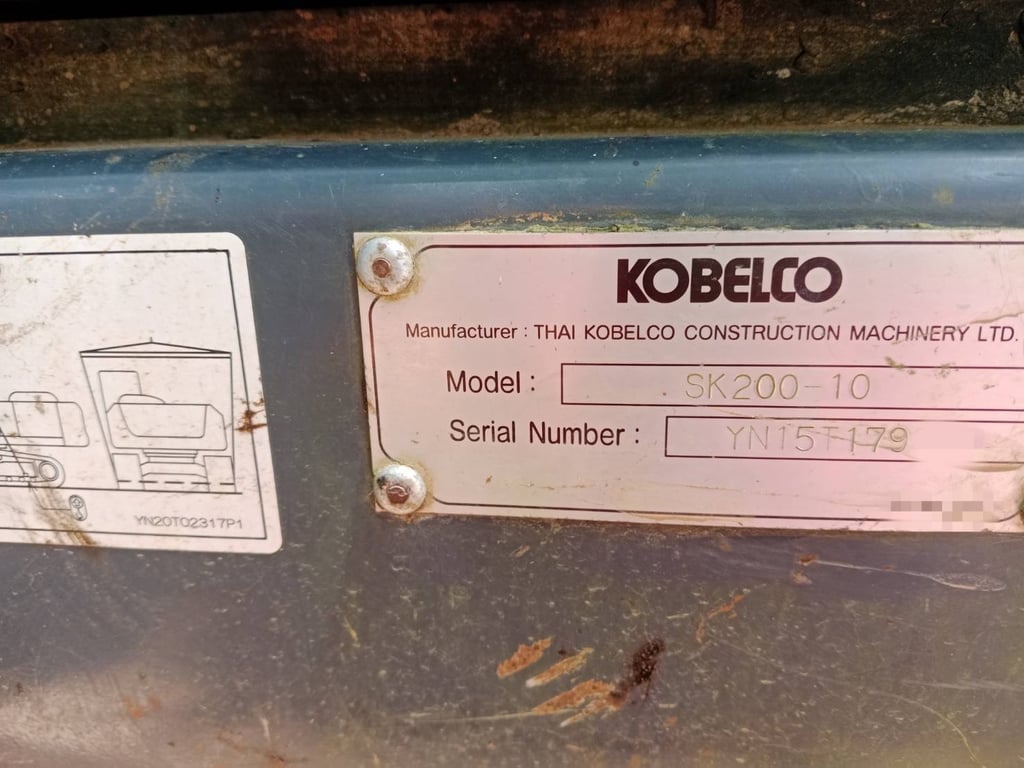 KOBELCO
Manufacturer : THAI KOBELCO CONSTRUCTION MACHINERY LTD.
Model : SK200-10
Serial Number : YN15T179
YN20T02317P1